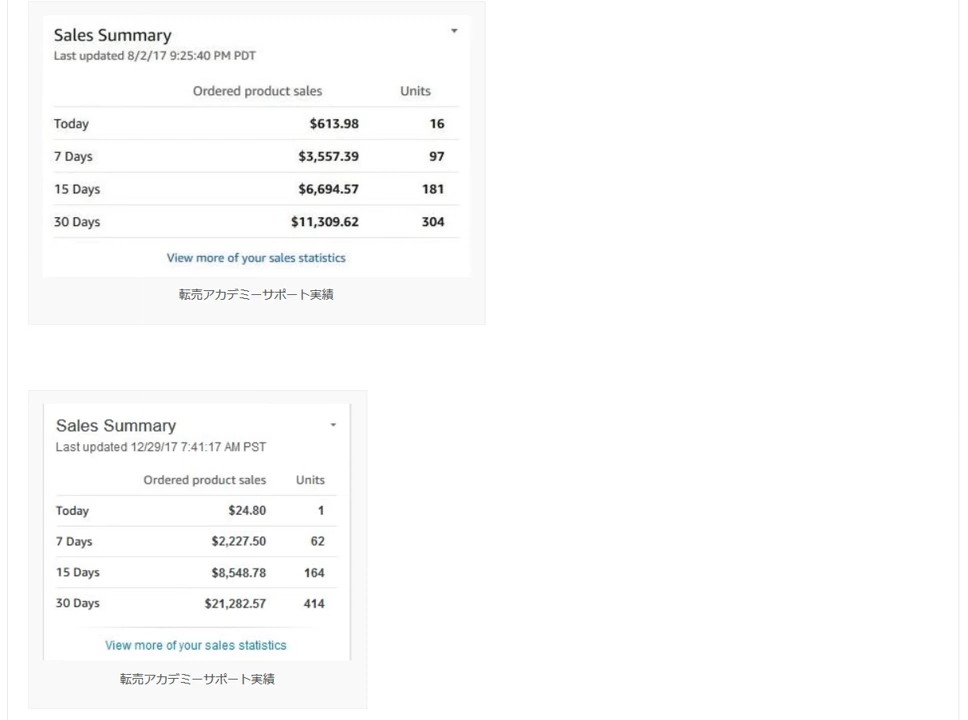 Sales Summary
Last updated 8/2/17 9:25:40 PM PDT
Ordered product sales Units
Today $613.98 16
7 Days $3,557.39 97
15 Days $6,694.57 181
30 Days $11,309.62 304
View more of your sales statistics
転売アカデミーサポート実績
Sales Summary
Last updated 12/29/17 7:41:17 AM PST
Ordered product sales Units
Today $24.80 1
7 Days $2,227.50 62
15 Days $8,548.78 164
30 Days $21,282.57 414
View more of your sales statistics
転売アカデミーサポート実績